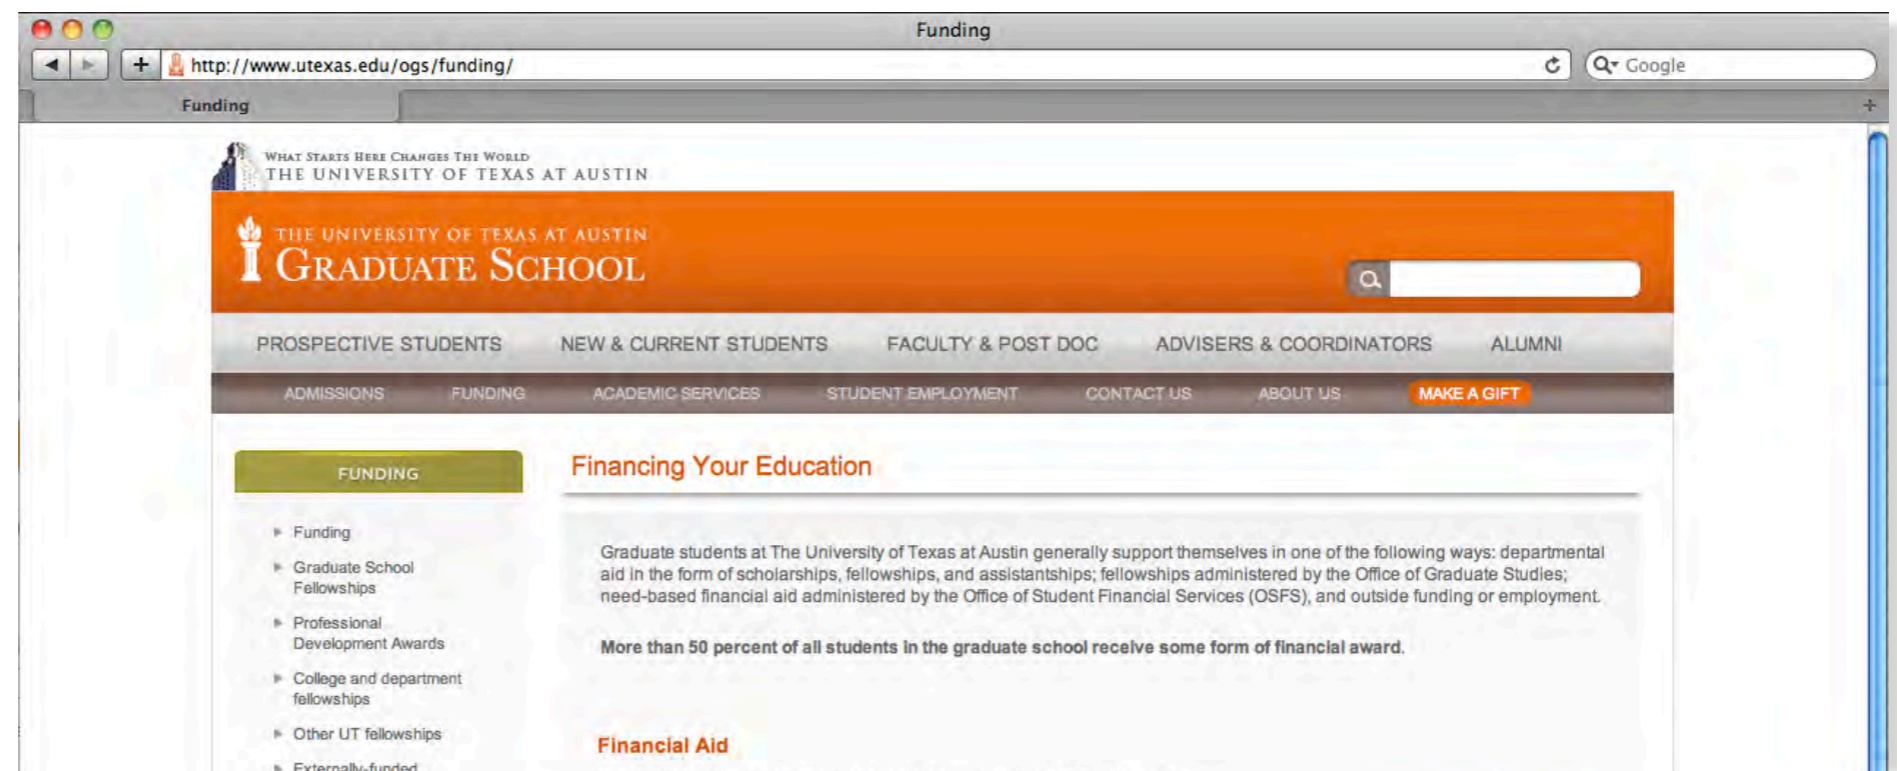 Funding
+ http://www.utexas.edu/ogs/funding/ Google
Funding +
WHAT STARTS HERE CHANGES THE WORLD
THE UNIVERSITY OF TEXAS AT AUSTIN
THE UNIVERSITY OF TEXAS AT AUSTIN
GRADUATE SCHOOL
PROSPECTIVE STUDENTS NEW & CURRENT STUDENTS FACULTY & POST DOC ADVISERS & COORDINATORS ALUMNI
ADMISSIONS FUNDING ACADEMIC SERVICES STUDENT EMPLOYMENT CONTACT US ABOUT US MAKE A GIFT
FUNDING
Funding
Graduate School
Fellowships
Professional
Development Awards
College and department
fellowships
Other UT fellowships
Externally-funded
Financing Your Education
Graduate students at The University of Texas at Austin generally support themselves in one of the following ways: departmental
aid in the form of scholarships, fellowships, and assistantships; fellowships administered by the Office of Graduate Studies;
need-based financial aid administered by the Office of Student Financial Services (OSFS), and outside funding or employment.
More than 50 percent of all students in the graduate school receive some form of financial award.
Financial Aid